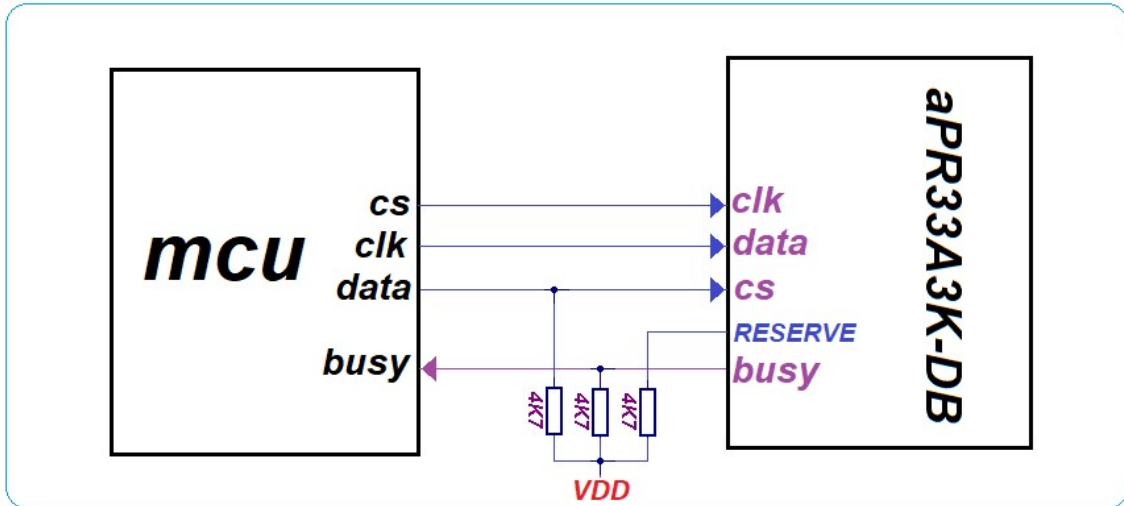 mcu
cs
clk
data
busy
clk
data
cs
RESERVE
busy
aPR33A3K-DB
4K7
4K7
4K7
VDD